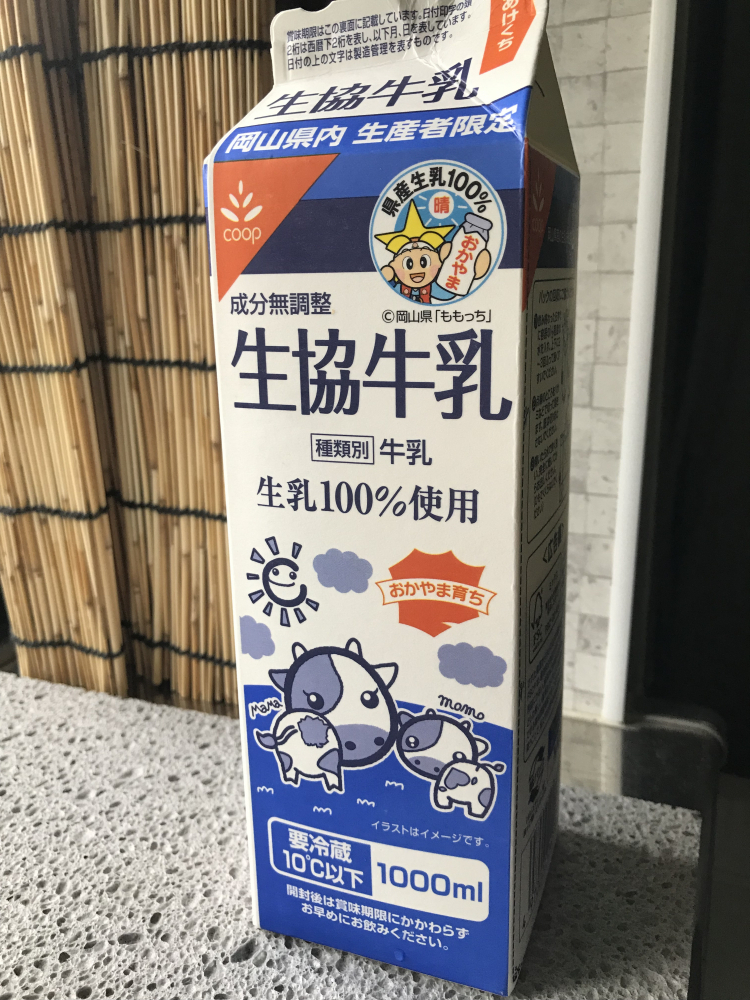 賞味期限はこの裏面に記載しています。日付印字の頭
2桁は西暦下2桁を表し、以下月、日を表しています。
日付の上の文字は製造管理を表すものです。
あけくち
生協牛乳
岡山県内 生産者限定
coop
県産生乳100%
晴
おかやま
©岡山県「ももっち」
coop
成分無調整
生協牛乳
種類別 牛乳
生乳100%使用
おかやま育ち
MaMa
momo
イラストはイメージです。
要冷蔵
10℃以下
1000ml
開封後は賞味期限にかかわらず
お早めにお飲みください。